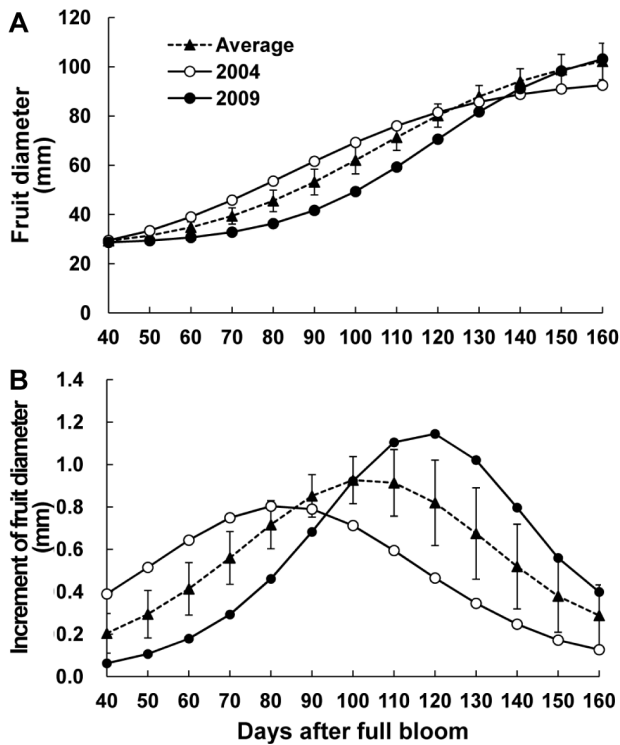 A
120
100
80
60
40
20
0
Fruit diameter
(mm)
Average
2004
2009
40 50 60 70 80 90 100 110 120 130 140 150 160
B
1.4
1.2
1.0
0.8
0.6
0.4
0.2
0.0
Increment of fruit diameter
(mm)
40 50 60 70 80 90 100 110 120 130 140 150 160
Days after full bloom